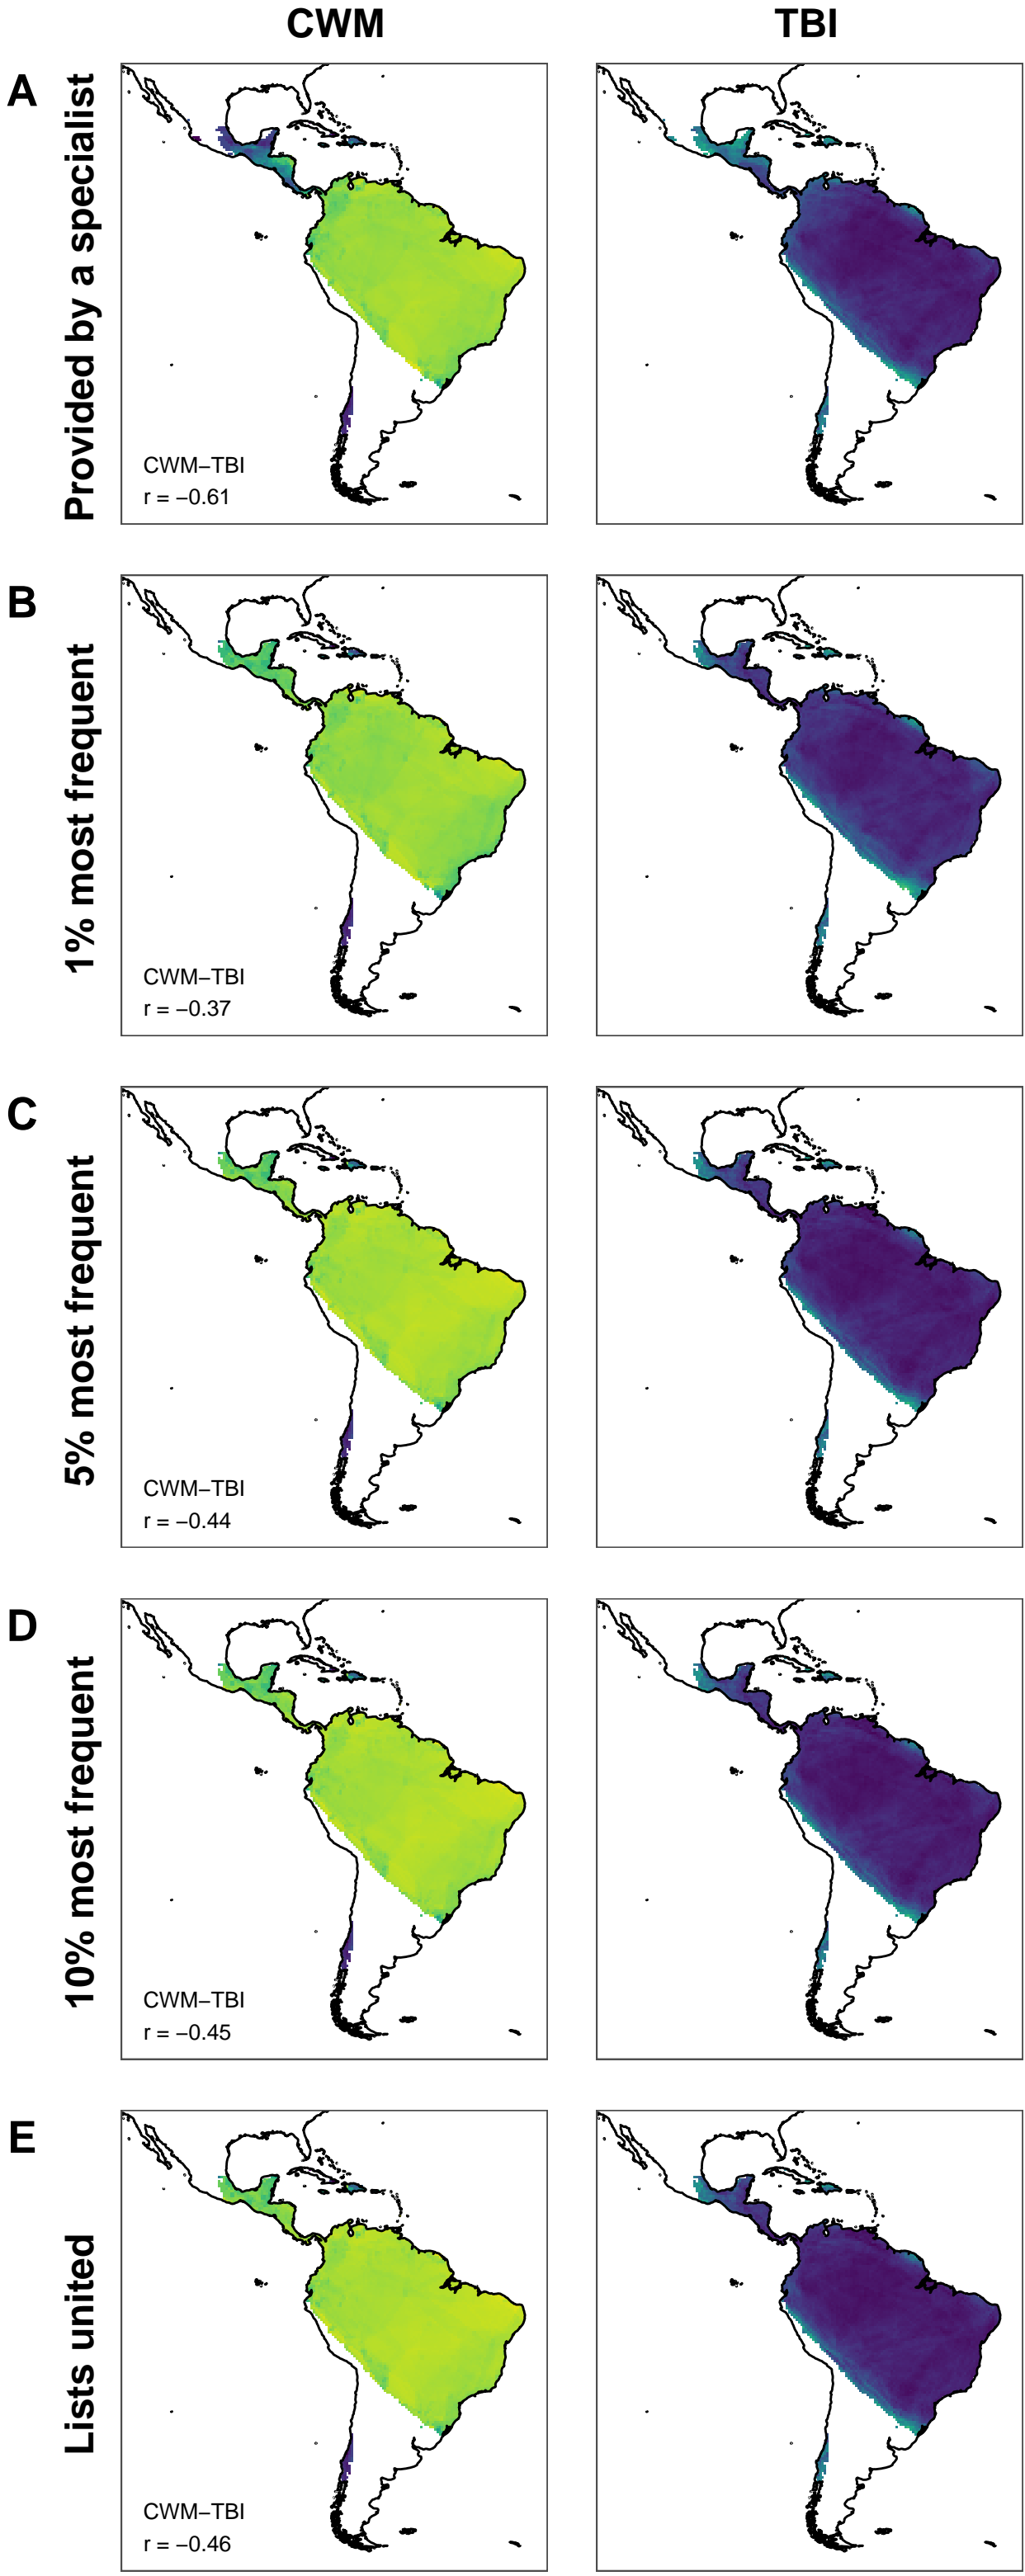 CWM
TBI
A
Provided by a specialist
CWM–TBI
r = −0.61
B
1% most frequent
CWM–TBI
r = −0.37
C
5% most frequent
CWM–TBI
r = −0.44
D
10% most frequent
CWM–TBI
r = −0.45
E
Lists united
CWM–TBI
r = −0.46